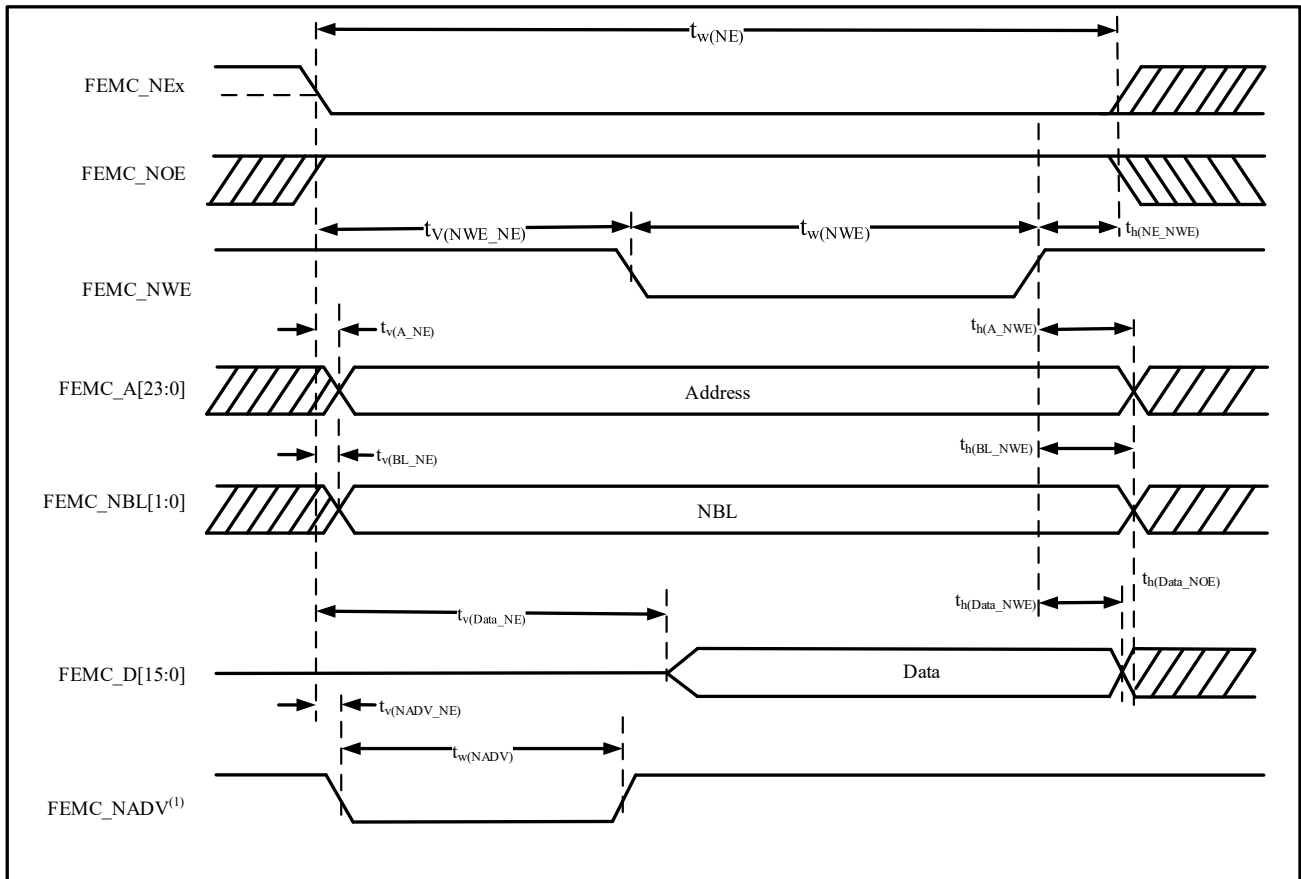 tw(NE)
FEMC_NEx
FEMC_NOE
tV(NWE_NE)
tw(NWE)
th(NE_NWE)
FEMC_NWE
tv(A_NE)
th(A_NWE)
FEMC_A[23:0]
Address
tv(BL_NE)
th(BL_NWE)
FEMC_NBL[1:0]
NBL
th(Data_NOE)
tv(Data_NE)
th(Data_NWE)
FEMC_D[15:0]
Data
tv(NADV_NE)
tw(NADV)
FEMC_NADV(1)